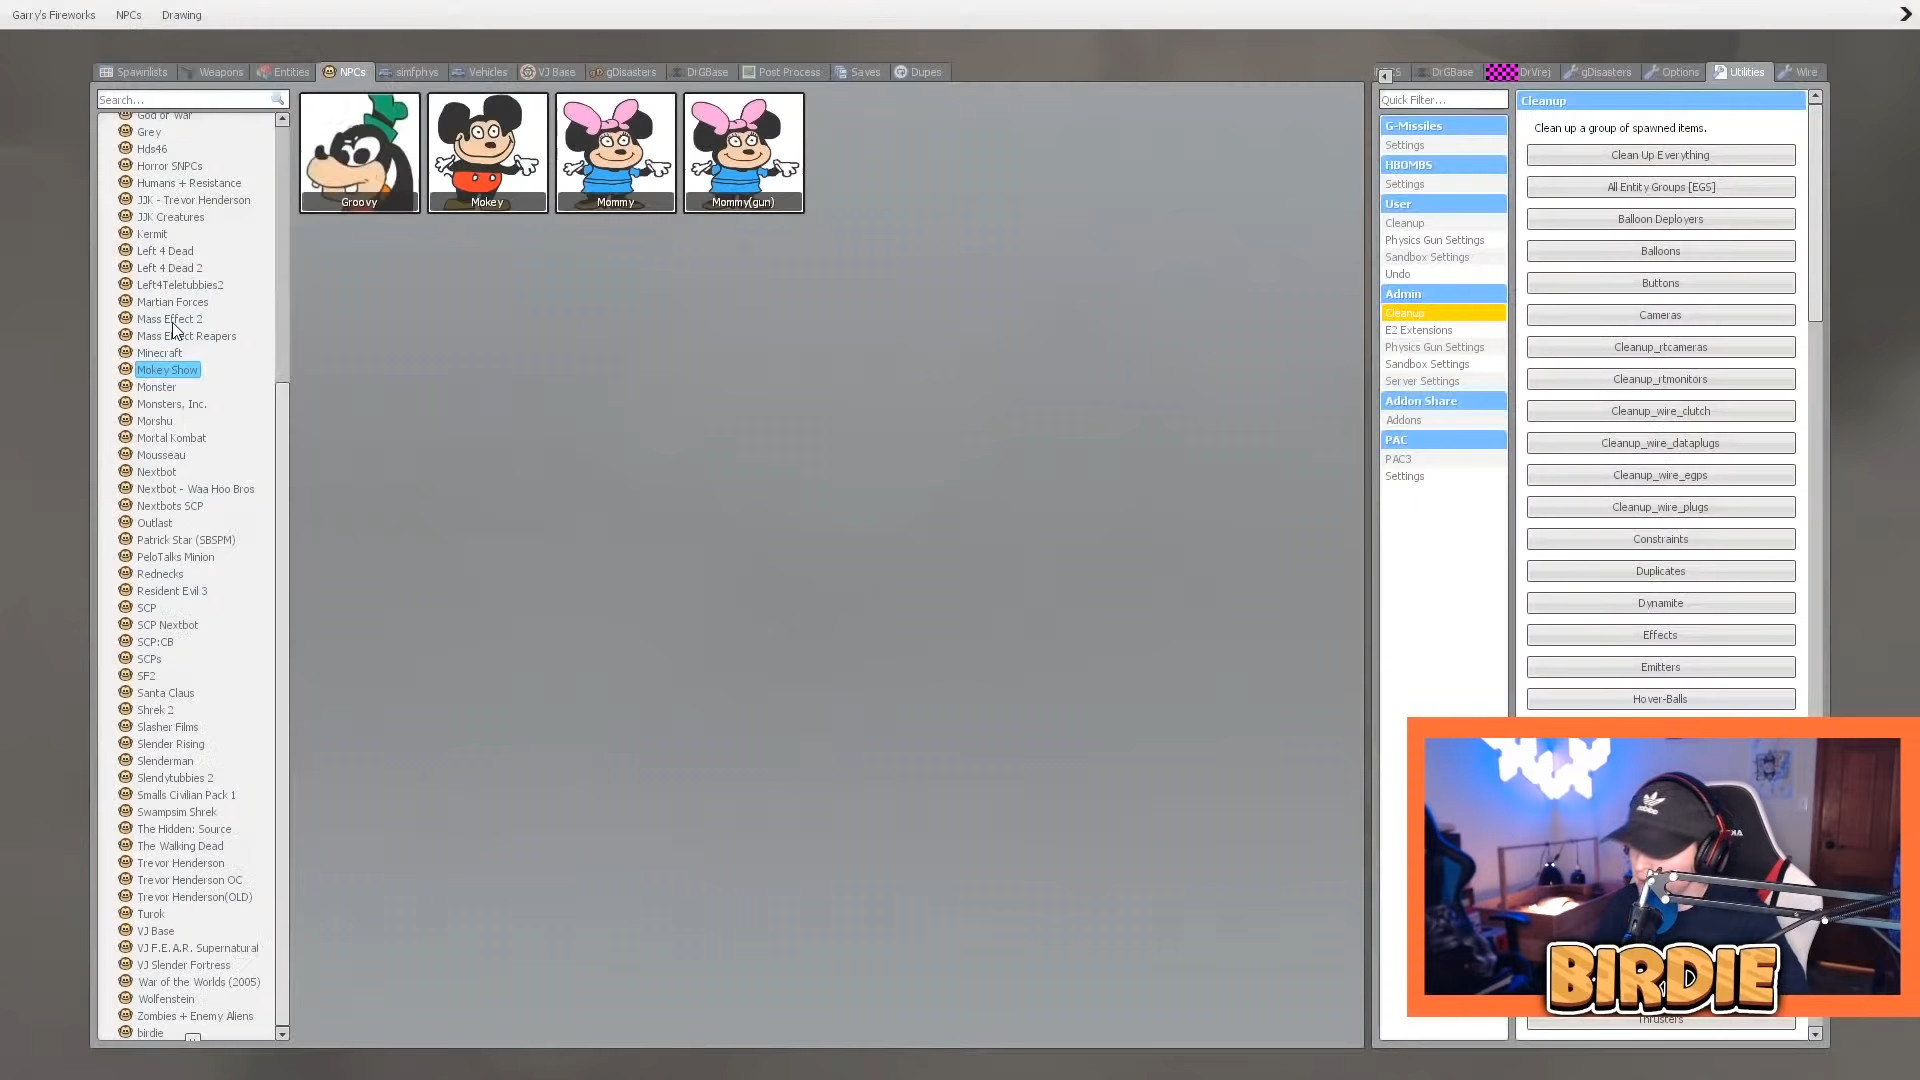 Garry's Fireworks NPCs Drawing
Spawnlists Weapons Entities NPCs simfphys Vehicles VJ Base gDisasters DrGBase Post Process Saves Dupes
DrGBase DrVrej gDisasters Options Utilities Wire
Search...
God of War
Grey
Hds46
Horror SNPCs
Humans + Resistance
JJK - Trevor Henderson
JJK Creatures
Kermit
Left 4 Dead
Left 4 Dead 2
Left4Teletubbies2
Martian Forces
Mass Effect 2
Mass Effect Reapers
Minecraft
Mokey Show
Monster
Monsters, Inc.
Morshu
Mortal Kombat
Mousseau
Nextbot
Nextbot - Waa Hoo Bros
Nextbots SCP
Outlast
Patrick Star (SBSPM)
PeloTalks Minion
Rednecks
Resident Evil 3
SCP
SCP Nextbot
SCP:CB
SCPs
SF2
Santa Claus
Shrek 2
Slasher Films
Slender Rising
Slenderman
Slendytubbies 2
Smalls Civilian Pack 1
Swampsim Shrek
The Hidden: Source
The Walking Dead
Trevor Henderson
Trevor Henderson OC
Trevor Henderson(OLD)
Turok
VJ Base
VJ F.E.A.R. Supernatural
VJ Slender Fortress
War of the Worlds (2005)
Wolfenstein
Zombies + Enemy Aliens
birdie
Groovy
Mokey
Mommy
Mommy(gun)
Quick Filter...
G-Missiles
Settings
HBOMBS
Settings
User
Cleanup
Physics Gun Settings
Sandbox Settings
Undo
Admin
Cleanup
E2 Extensions
Physics Gun Settings
Sandbox Settings
Server Settings
Addon Share
Addons
PAC
PAC3
Settings
Cleanup
Clean up a group of spawned items.
Clean Up Everything
All Entity Groups [EGS]
Balloon Deployers
Balloons
Buttons
Cameras
Cleanup_rtcameras
Cleanup_rtmonitors
Cleanup_wire_clutch
Cleanup_wire_dataplugs
Cleanup_wire_egps
Cleanup_wire_plugs
Constraints
Duplicates
Dynamite
Effects
Emitters
Hover-Balls
Thrusters
BIRDIE